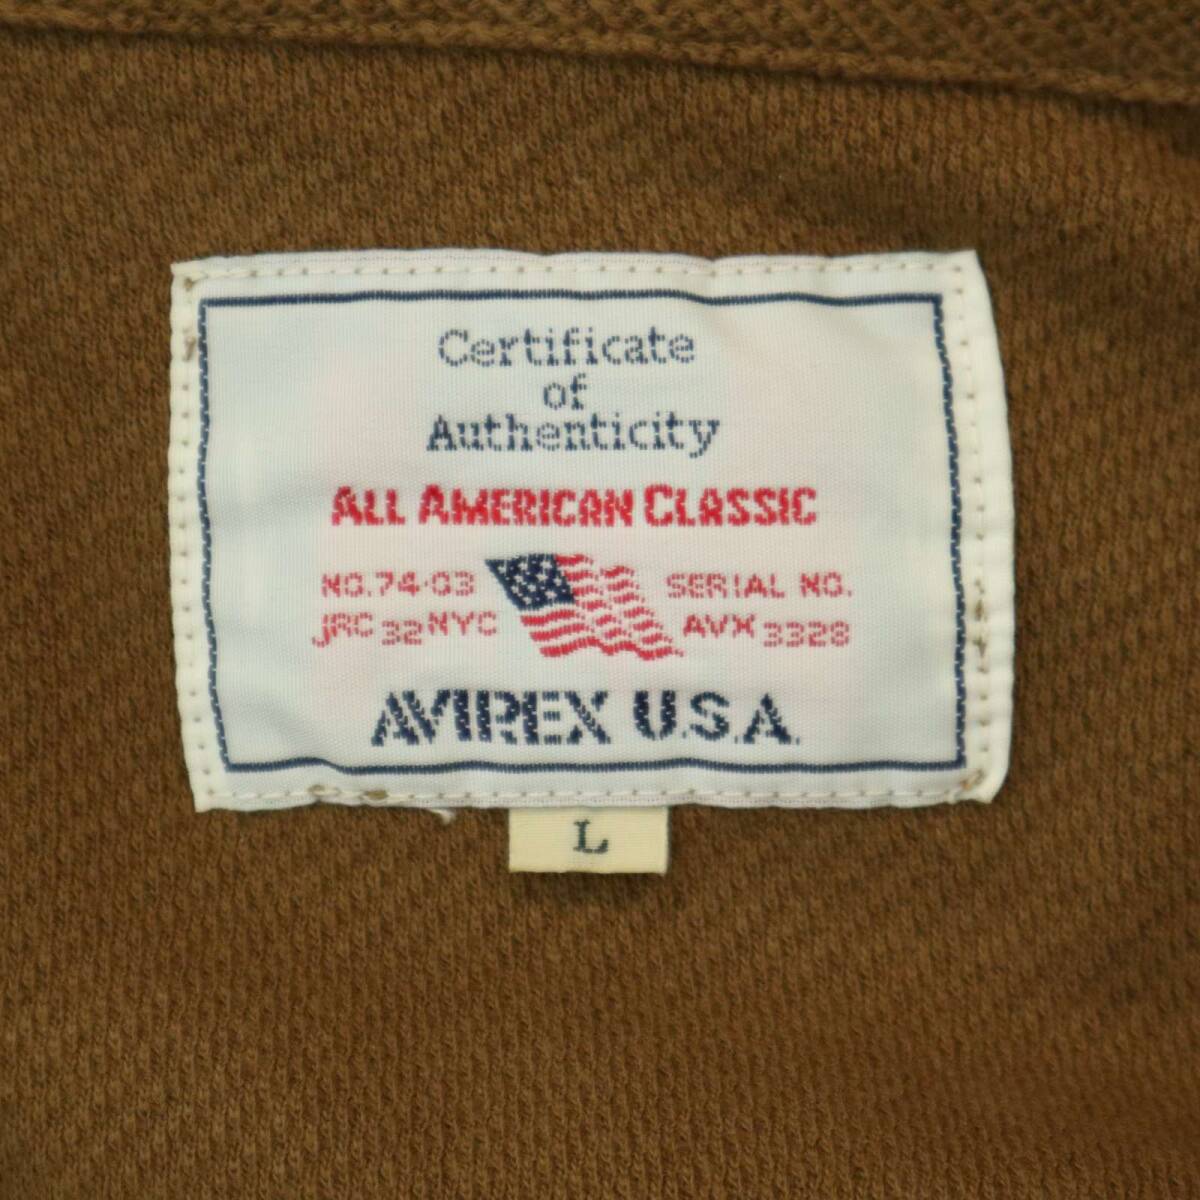 Certificate
of
Authenticity
ALL AMERICAN CLASSIC
NO.74-03
JRC 32 NYC
SERIAL NO.
AVX 3328
AVIREX U.S.A.
L